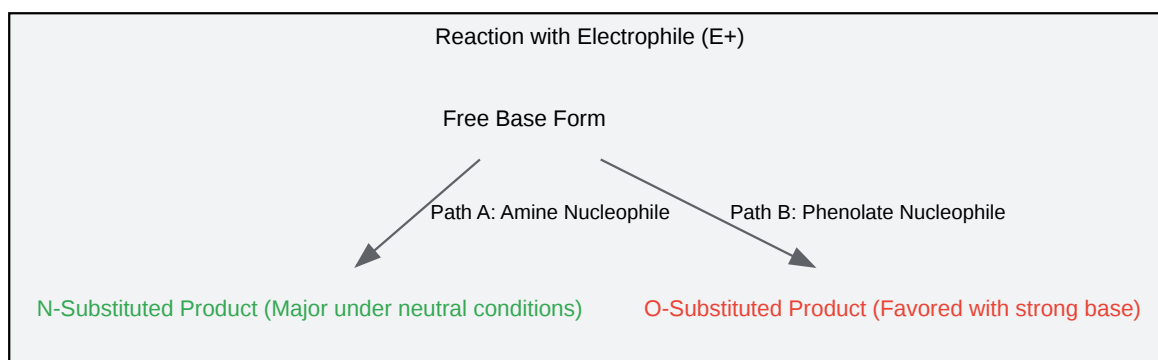 Reaction with Electrophile (E+)
Free Base Form
Path A: Amine Nucleophile
Path B: Phenolate Nucleophile
N-Substituted Product (Major under neutral conditions)
O-Substituted Product (Favored with strong base)